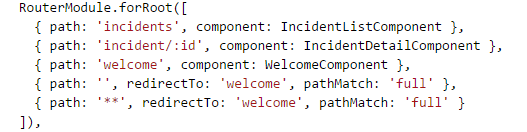 RouterModule.forRoot([
  { path: 'incidents', component: IncidentListComponent },
  { path: 'incident/:id', component: IncidentDetailComponent },
  { path: 'welcome', component: WelcomeComponent },
  { path: '', redirectTo: 'welcome', pathMatch: 'full' },
  { path: '**', redirectTo: 'welcome', pathMatch: 'full' }
]),